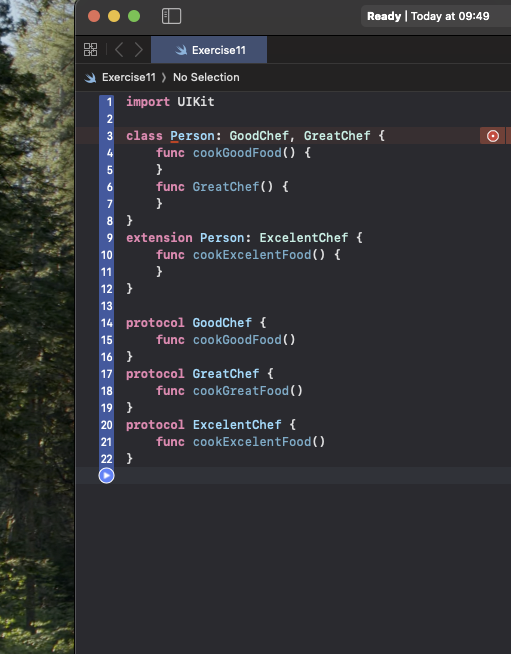 Ready | Today at 09:49
Exercise11
Exercise11 〉 No Selection
1 import UIKit
2
3 class Person: GoodChef, GreatChef {
4     func cookGoodFood() {
5     }
6     func GreatChef() {
7     }
8 }
9 extension Person: ExcelentChef {
10     func cookExcelentFood() {
11     }
12 }
13
14 protocol GoodChef {
15     func cookGoodFood()
16 }
17 protocol GreatChef {
18     func cookGreatFood()
19 }
20 protocol ExcelentChef {
21     func cookExcelentFood()
22 }